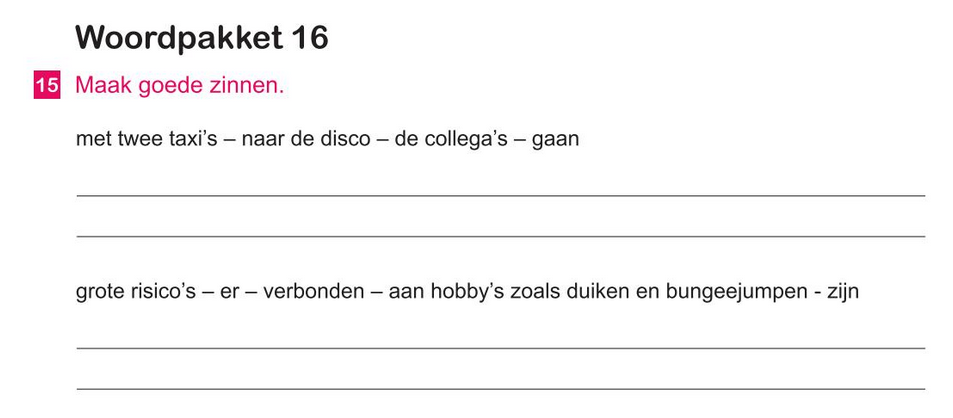 Woordpakket 16
15 Maak goede zinnen.
met twee taxi’s – naar de disco – de collega’s – gaan
grote risico’s – er – verbonden – aan hobby’s zoals duiken en bungeejumpen - zijn